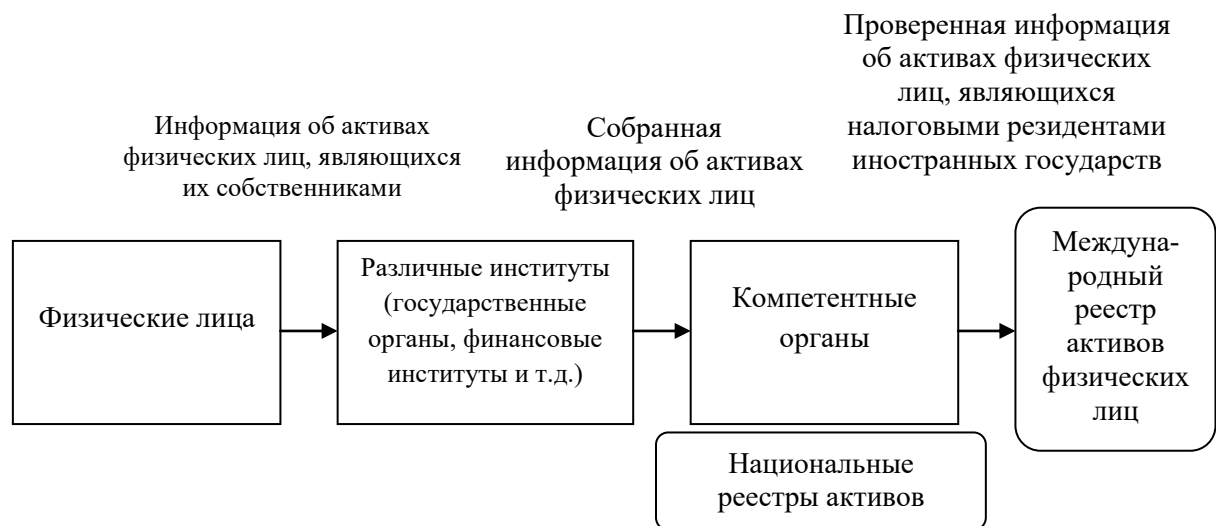 Информация об активах
физических лиц, являющихся
их собственниками
Собранная
информация об активах
физических лиц
Проверенная информация
об активах физических
лиц, являющихся
налоговыми резидентами
иностранных государств
Физические лица
Различные институты
(государственные
органы, финансовые
институты и т.д.)
Компетентные
органы
Междуна-
родный
реестр
активов
физических
лиц
Национальные
реестры активов